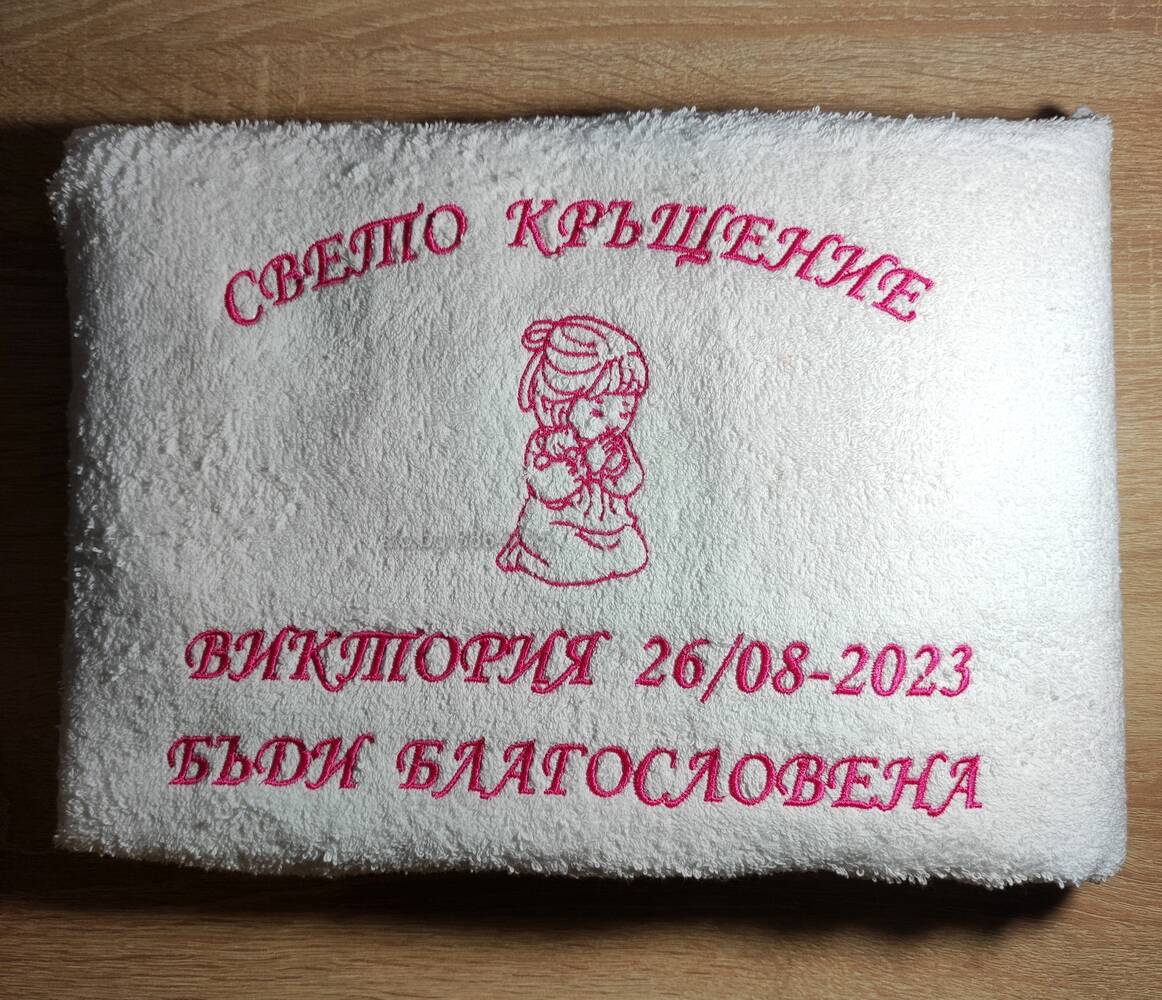 СВЕТО КРЪЩЕНИЕ
ВИКТОРИЯ 26/08-2023
БЪДИ БЛАГОСЛОВЕНА